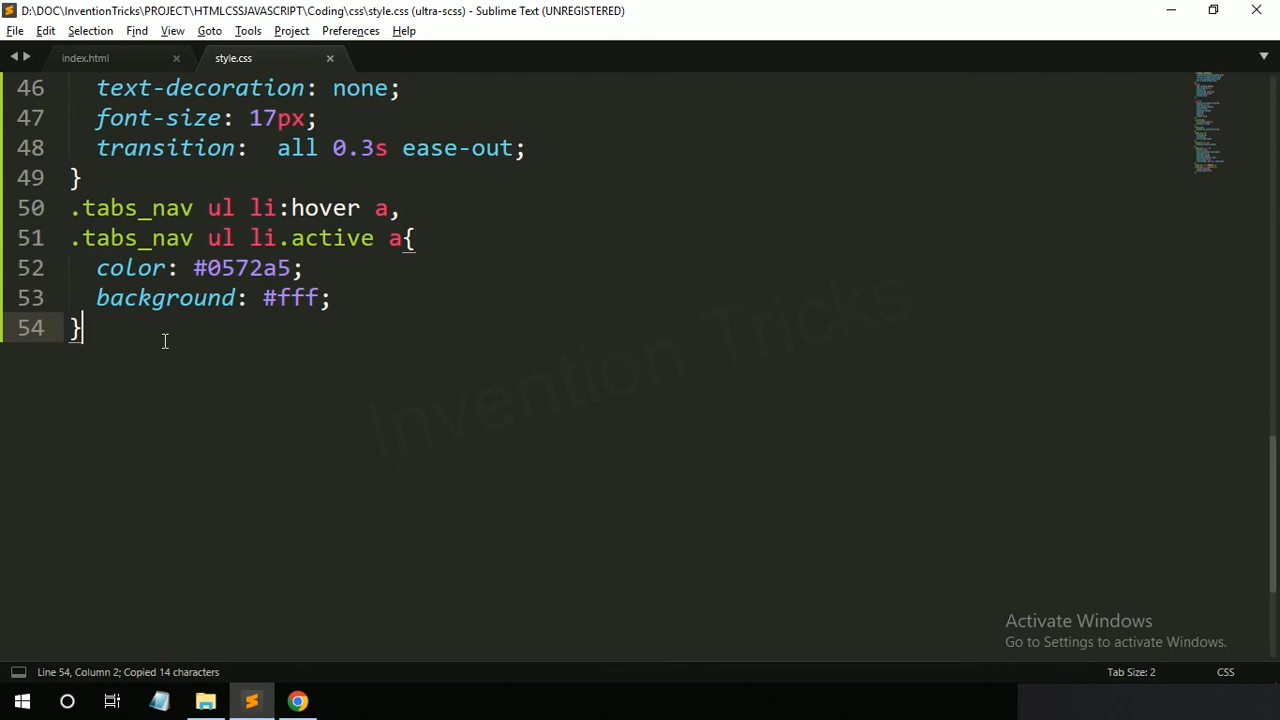 D:\DOC\InventionTricks\PROJECT\HTMLCSSJAVASCRIPT\Coding\css\style.css (ultra-scss) - Sublime Text (UNREGISTERED)
File Edit Selection Find View Goto Tools Project Preferences Help
index.html style.css
46 text-decoration: none;
47 font-size: 17px;
48 transition:  all 0.3s ease-out;
49 }
50 .tabs_nav ul li:hover a,
51 .tabs_nav ul li.active a{
52 color: #0572a5;
53 background: #fff;
54 }
Invention Tricks
Activate Windows
Go to Settings to activate Windows.
Line 54, Column 2; Copied 14 characters Tab Size: 2 CSS